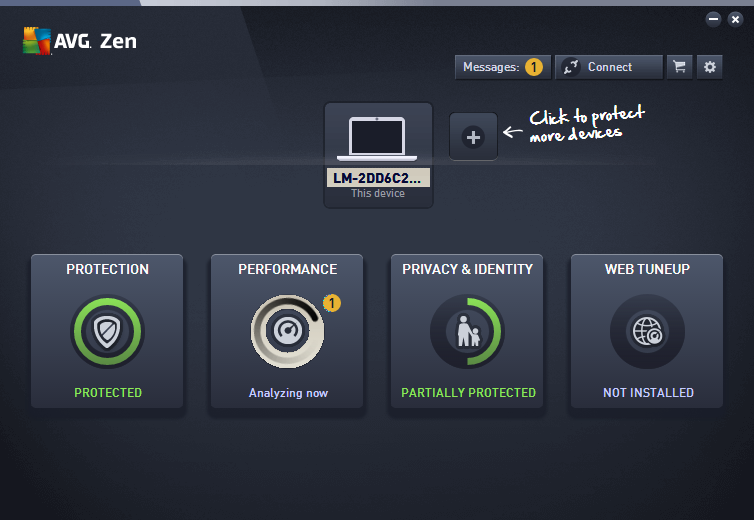 AVG Zen
Messages: 1
Connect
Click to protect
more devices
LM-2DD6C2...
This device
PROTECTION
PERFORMANCE
PRIVACY & IDENTITY
WEB TUNEUP
1
PROTECTED
Analyzing now
PARTIALLY PROTECTED
NOT INSTALLED